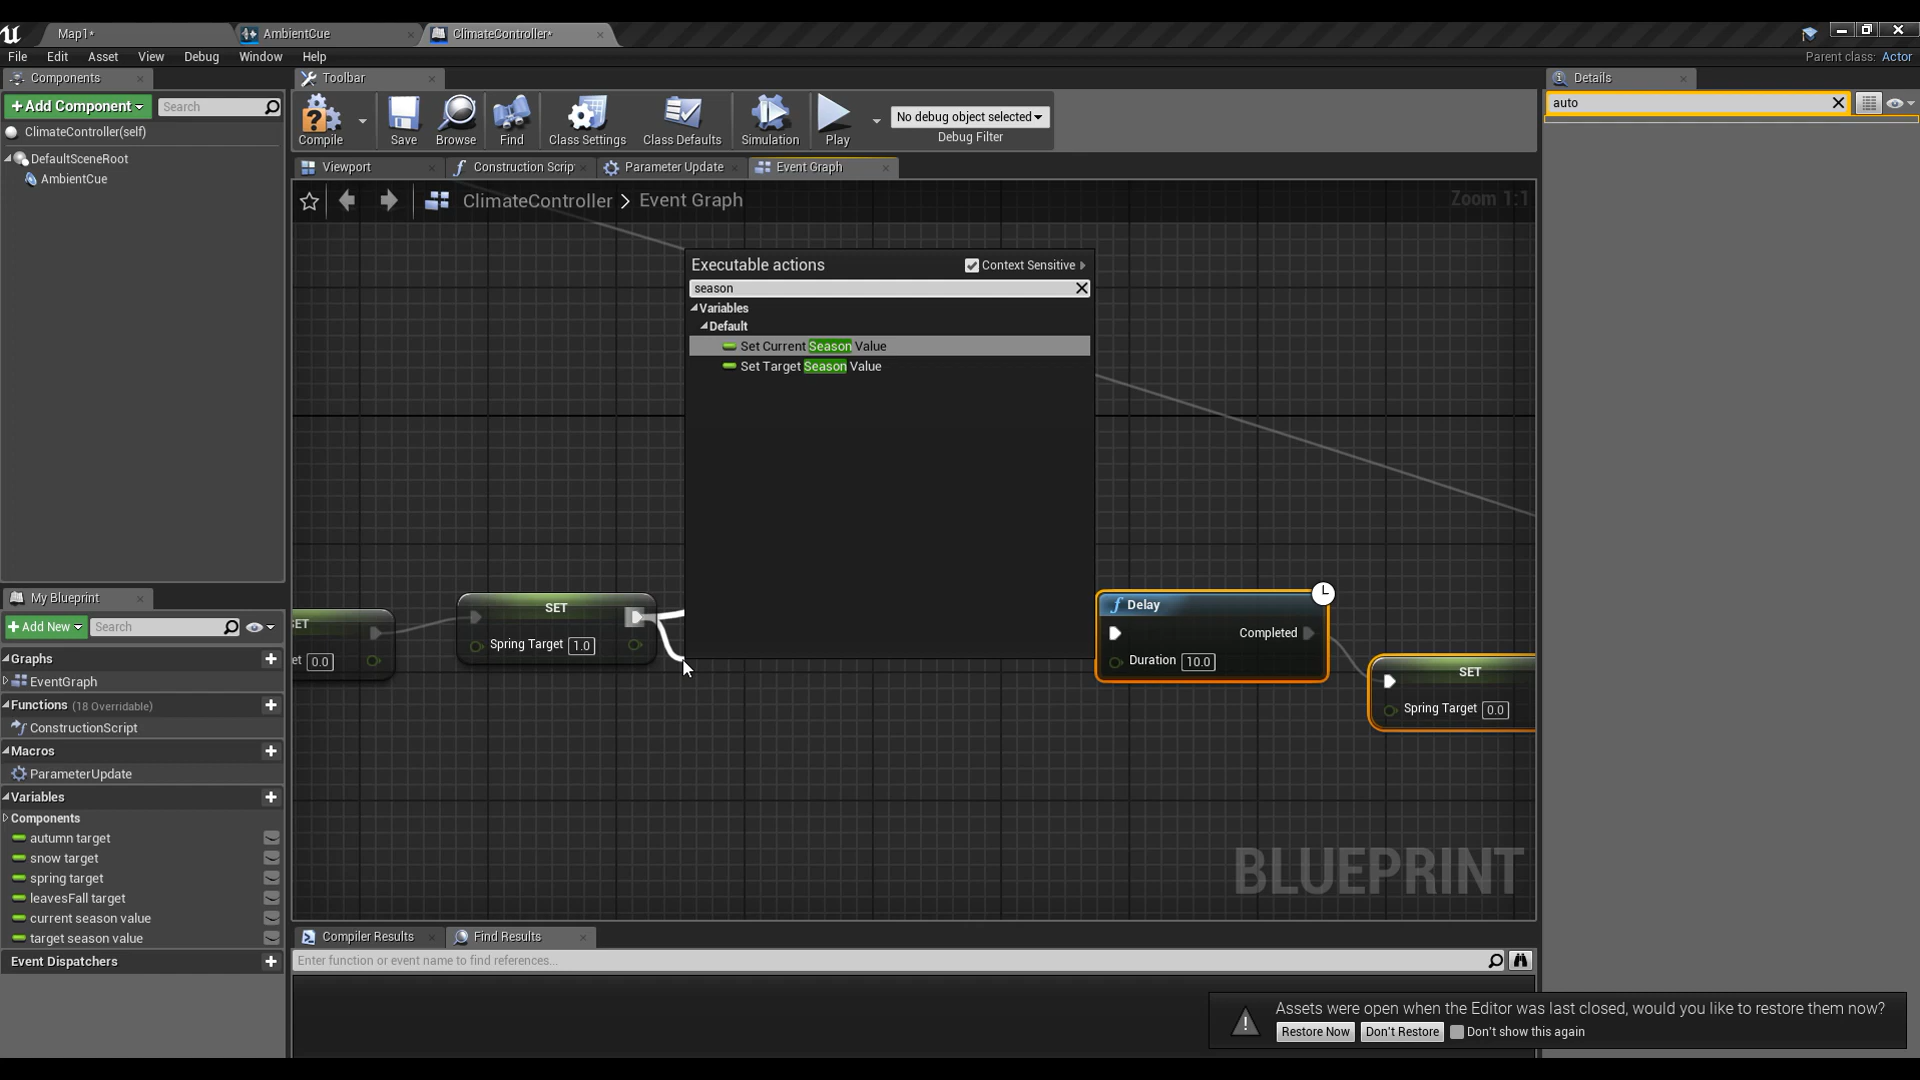 Map1*
AmbientCue
ClimateController*
File Edit Asset View Debug Window Help
Parent class: Actor
Components
Toolbar
Details
+Add Component
Search
auto
ClimateController(self)
DefaultSceneRoot
AmbientCue
Compile
Save
Browse
Find
Class Settings
Class Defaults
Simulation
Play
No debug object selected
Debug Filter
Viewport
Construction Scrip
Parameter Update
Event Graph
ClimateController > Event Graph
Zoom 1:1
Executable actions
Context Sensitive
season
Variables
Default
Set Current Season Value
Set Target Season Value
ET
et 0.0
SET
Spring Target 1.0
Delay
Completed
Duration 10.0
SET
Spring Target 0.0
BLUEPRINT
My Blueprint
+Add New
Search
Graphs
EventGraph
Functions (18 Overridable)
ConstructionScript
Macros
ParameterUpdate
Variables
Components
autumn target
snow target
spring target
leavesFall target
current season value
target season value
Event Dispatchers
Compiler Results
Find Results
Enter function or event name to find references...
Assets were open when the Editor was last closed, would you like to restore them now?
Restore Now
Don't Restore
Don't show this again